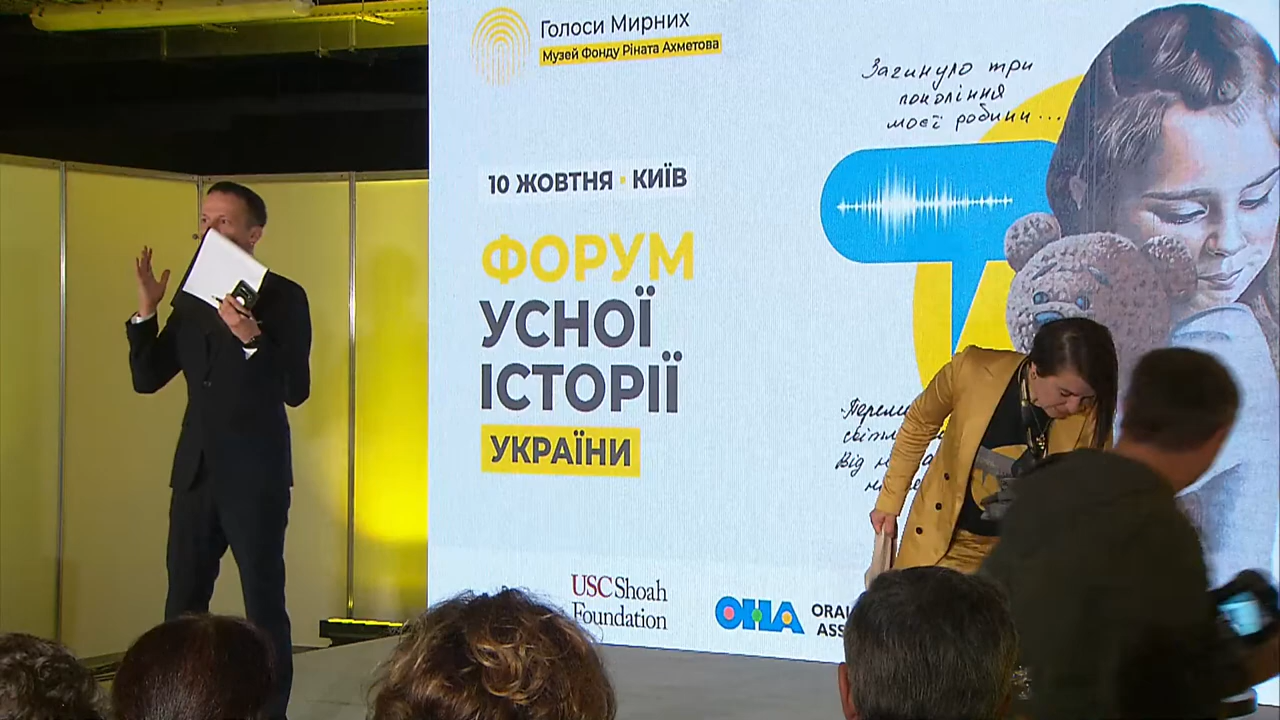 Голоси Мирних
Музей Фонду Ріната Ахметова
Загинуло три
покоління
моєї родини...
10 ЖОВТНЯ · КИЇВ
ФОРУМ
УСНОЇ
ІСТОРІЇ
УКРАЇНИ
Від
USC Shoah
Foundation
OHA